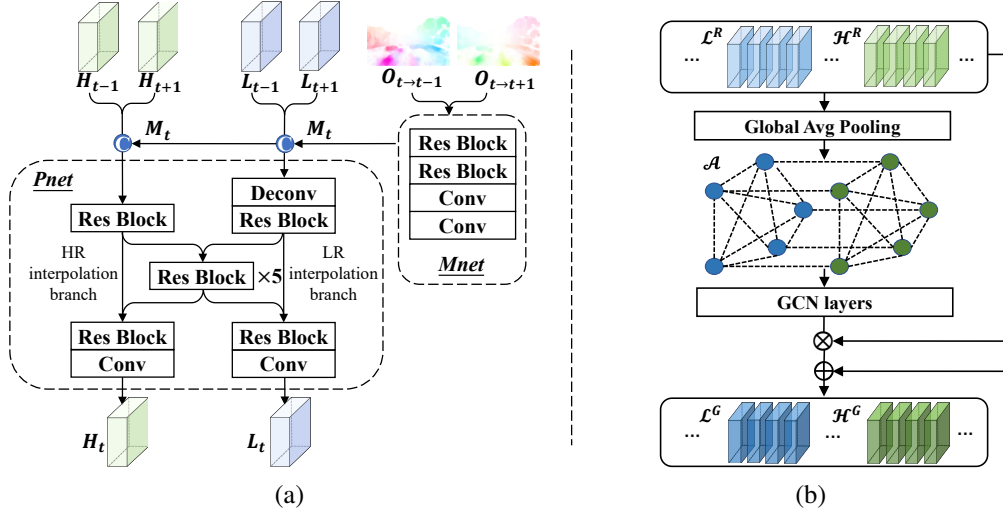 H_{t-1} H_{t+1} L_{t-1} L_{t+1} O_{t→t-1} O_{t→t+1}
C M_t C M_t
Pnet
Res Block
Deconv
Res Block
HR
interpolation
branch
Res Block ×5
LR
interpolation
branch
Res Block
Conv
Res Block
Conv
H_t L_t
Res Block
Res Block
Conv
Conv
Mnet
(a)
... ℒ^R ... ℋ^R ...
Global Avg Pooling
𝒜
GCN layers
... ℒ^G ... ℋ^G ...
(b)